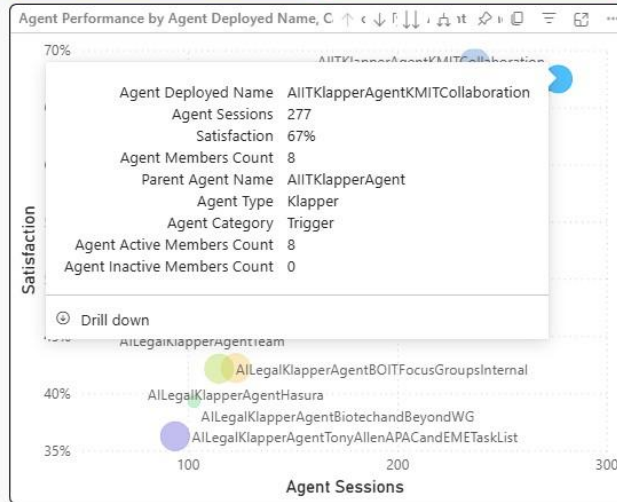 Agent Performance by Agent Deployed Name, C
70%
AIITKlapperAgentKMITCollaboration
Agent Deployed Name AIITKlapperAgentKMITCollaboration
Agent Sessions 277
Satisfaction 67%
Agent Members Count 8
Parent Agent Name AIITKlapperAgent
Agent Type Klapper
Agent Category Trigger
Agent Active Members Count 8
Agent Inactive Members Count 0
Drill down
Satisfaction
AILegalKlapperAgentTeam
AILegalKlapperAgentBOITFocusGroupsInternal
40%
AILegalKlapperAgentHasura
AILegalKlapperAgentBiotechandBeyondWG
AILegalKlapperAgentTonyAllenAPACandEMETaskList
35%
100 200 300
Agent Sessions